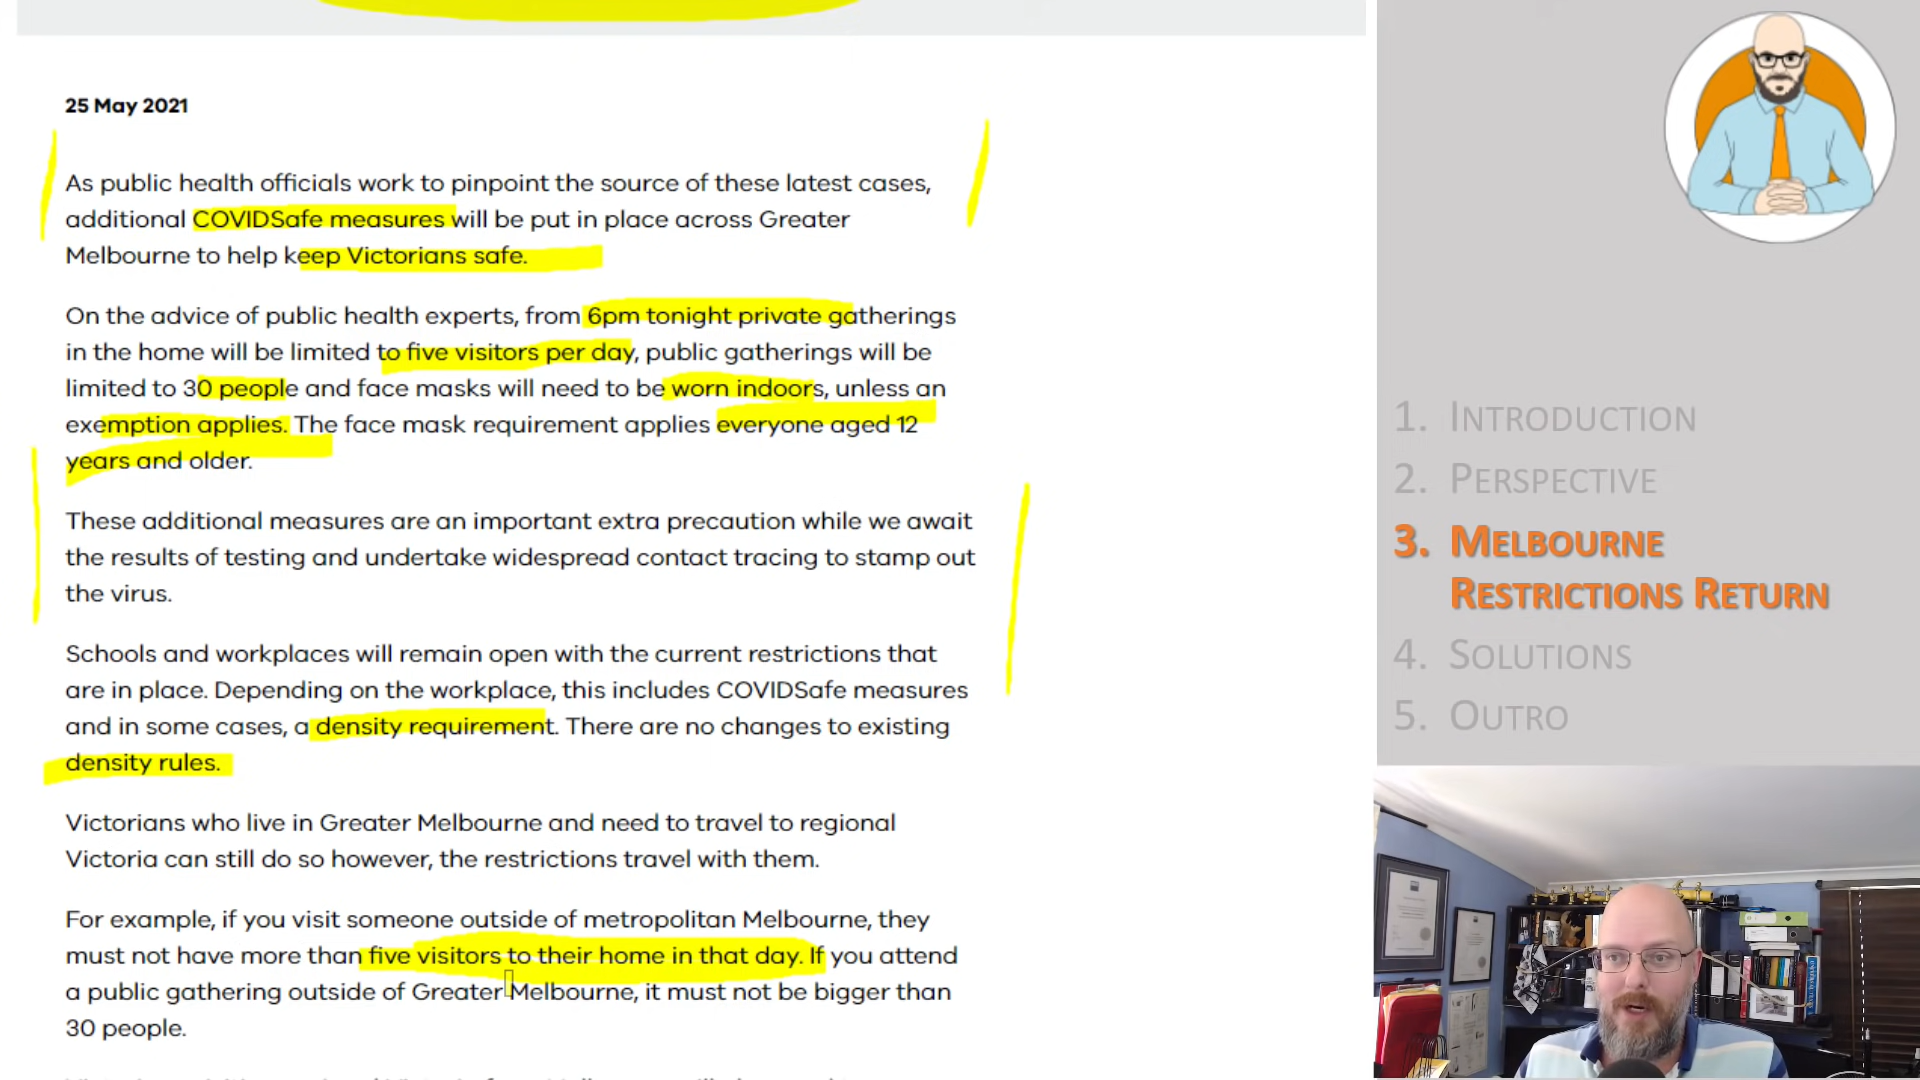 25 May 2021
As public health officials work to pinpoint the source of these latest cases,
additional COVIDSafe measures will be put in place across Greater
Melbourne to help keep Victorians safe.
On the advice of public health experts, from 6pm tonight private gatherings
in the home will be limited to five visitors per day, public gatherings will be
limited to 30 people and face masks will need to be worn indoors, unless an
exemption applies. The face mask requirement applies everyone aged 12
years and older.
These additional measures are an important extra precaution while we await
the results of testing and undertake widespread contact tracing to stamp out
the virus.
Schools and workplaces will remain open with the current restrictions that
are in place. Depending on the workplace, this includes COVIDSafe measures
and in some cases, a density requirement. There are no changes to existing
density rules.
Victorians who live in Greater Melbourne and need to travel to regional
Victoria can still do so however, the restrictions travel with them.
For example, if you visit someone outside of metropolitan Melbourne, they
must not have more than five visitors to their home in that day. If you attend
a public gathering outside of Greater Melbourne, it must not be bigger than
30 people.
1. INTRODUCTION
2. PERSPECTIVE
3. MELBOURNE
RESTRICTIONS RETURN
4. SOLUTIONS
5. OUTRO